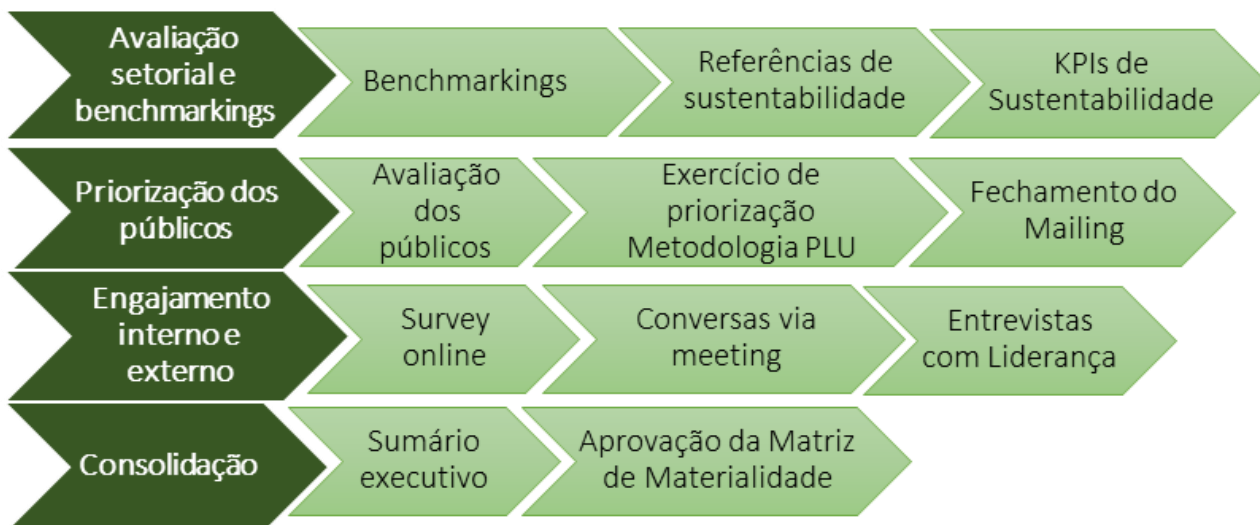 Avaliação
setorial e
benchmarkings
Benchmarkings
Referências de
sustentabilidade
KPIs de
Sustentabilidade
Priorização dos
públicos
Avaliação
dos
públicos
Exercício de
priorização
Metodologia PLU
Fechamento do
Mailing
Engajamento
interno e
externo
Survey
online
Conversas via
meeting
Entrevistas
com Liderança
Consolidação
Sumário
executivo
Aprovação da Matriz
de Materialidade